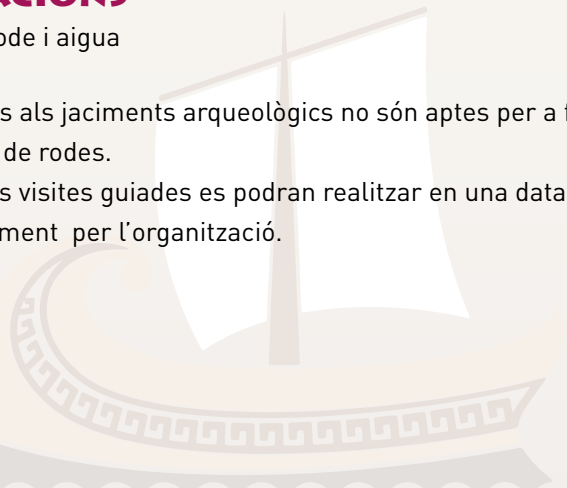 ode i aigua
s als jaciments arqueològics no són aptes per a
de rodes.
s visites guiades es podran realitzar en una data
ment per l'organització.